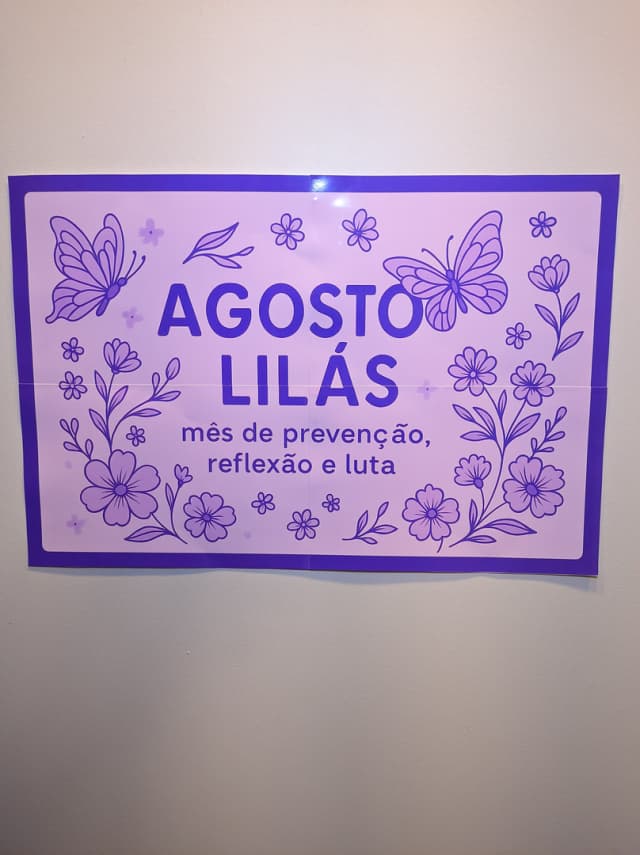 AGOSTO
LILÁS
mês de prevenção,
reflexão e luta